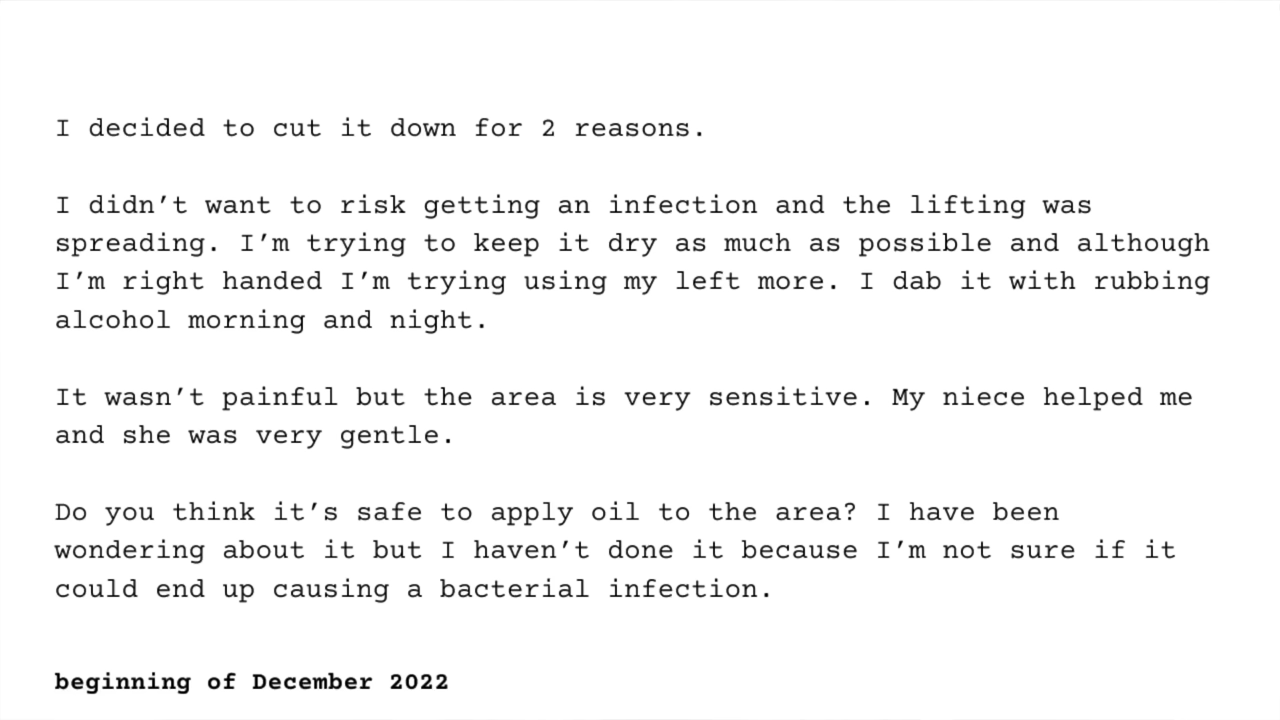 I decided to cut it down for 2 reasons.
I didn’t want to risk getting an infection and the lifting was
spreading. I’m trying to keep it dry as much as possible and although
I’m right handed I’m trying using my left more. I dab it with rubbing
alcohol morning and night.
It wasn’t painful but the area is very sensitive. My niece helped me
and she was very gentle.
Do you think it’s safe to apply oil to the area? I have been
wondering about it but I haven’t done it because I’m not sure if it
could end up causing a bacterial infection.
beginning of December 2022